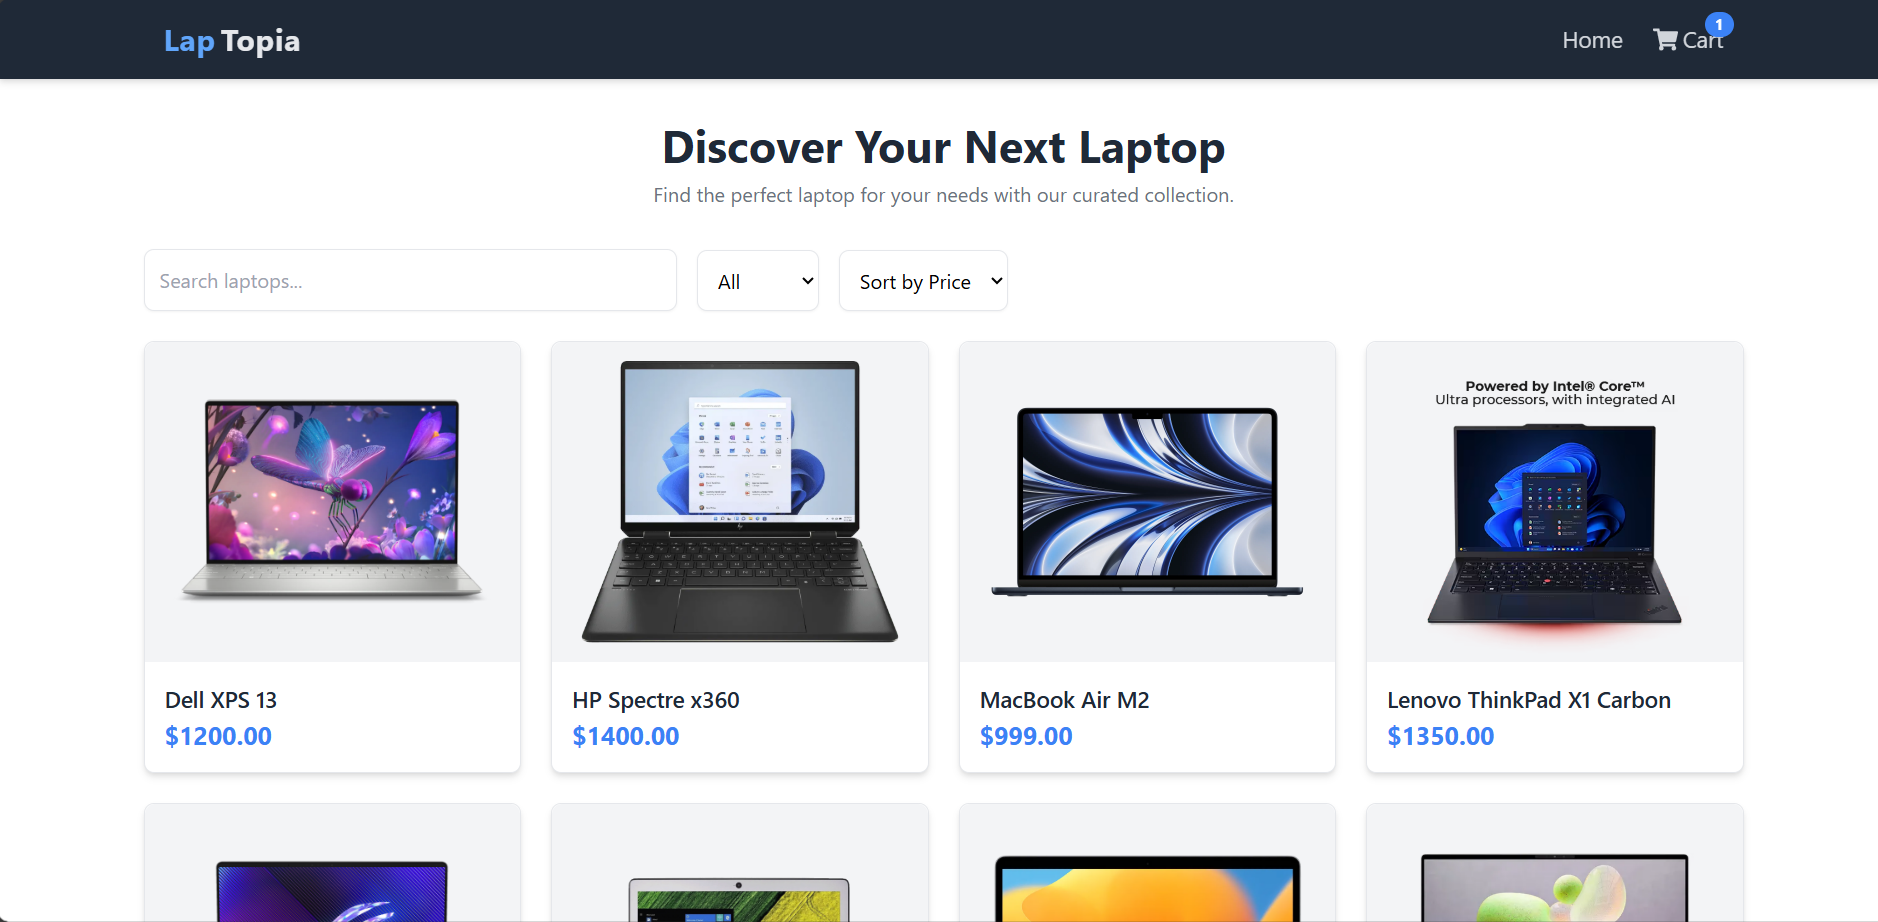 Lap Topia
Home
Cart
1
Discover Your Next Laptop
Find the perfect laptop for your needs with our curated collection.
Search laptops...
All
Sort by Price
Powered by Intel® Core™
Ultra processors, with integrated AI
Dell XPS 13
$1200.00
HP Spectre x360
$1400.00
MacBook Air M2
$999.00
Lenovo ThinkPad X1 Carbon
$1350.00